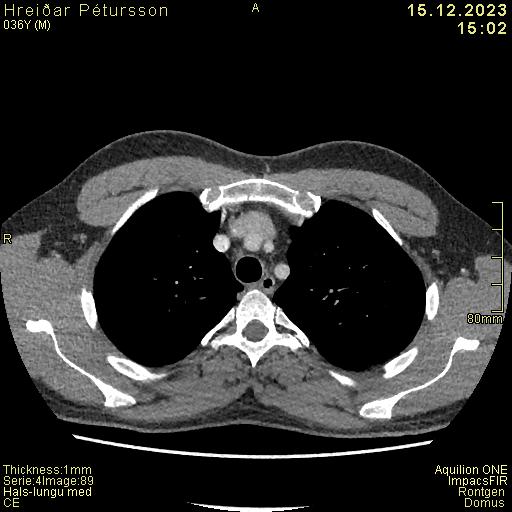 Hreiðar Pétursson
036Y (M)
A
15.12.2023
15:02
R
80mm
Thickness:1mm
Serie:4Image:89
Hals-lungu med
CE
Aquilion ONE
ImpacsFIR
Rontgen
Domus